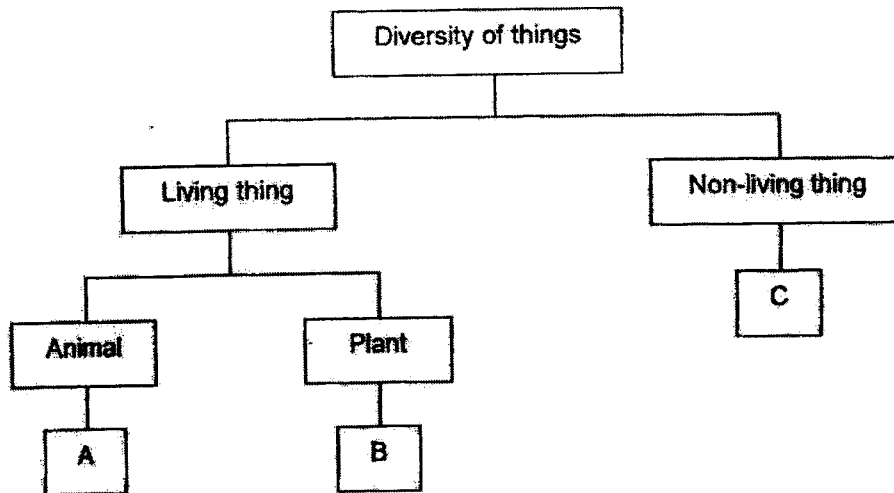 Diversity of things
Living thing
Non-living thing
C
Animal
Plant
A
B